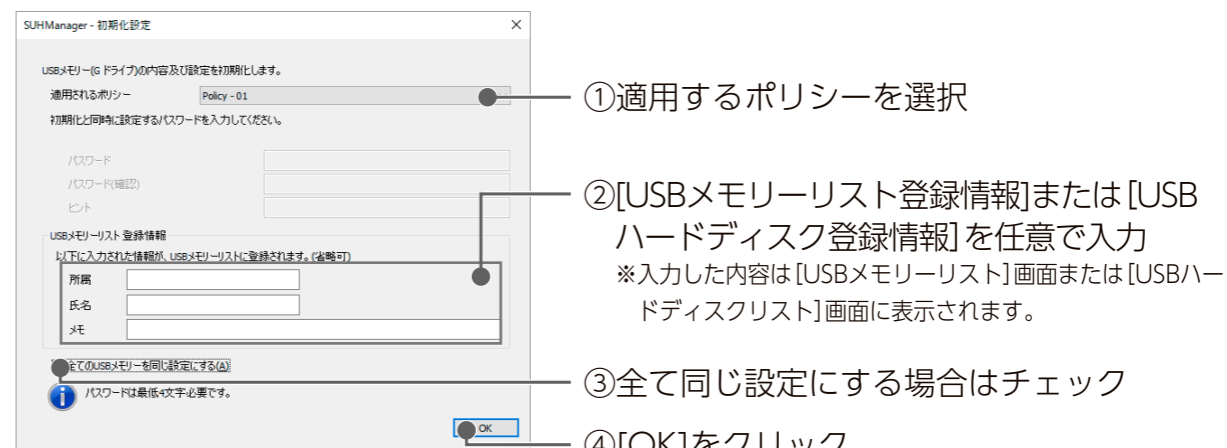 SUHManager - 初期化設定
USBメモリー(G ドライブ)の内容及び設定を初期化します。
適用されるポリシー
Policy - 01
初期化と同時に設定するパスワードを入力してください。
パスワード
パスワード(確認)
ヒント
USBメモリーリスト 登録情報
以下に入力された情報が、USBメモリーリストに登録されます。(省略可)
所属
氏名
メモ
全てのUSBメモリーを同じ設定にする(A)
パスワードは最低4文字必要です。
OK
①適用するポリシーを選択
②[USBメモリーリスト登録情報]または[USB
ハードディスク登録情報]を任意で入力
※入力した内容は[USBメモリーリスト]画面または[USBハー
ドディスクリスト]画面に表示されます。
③全て同じ設定にする場合はチェック
④[OK]をクリック